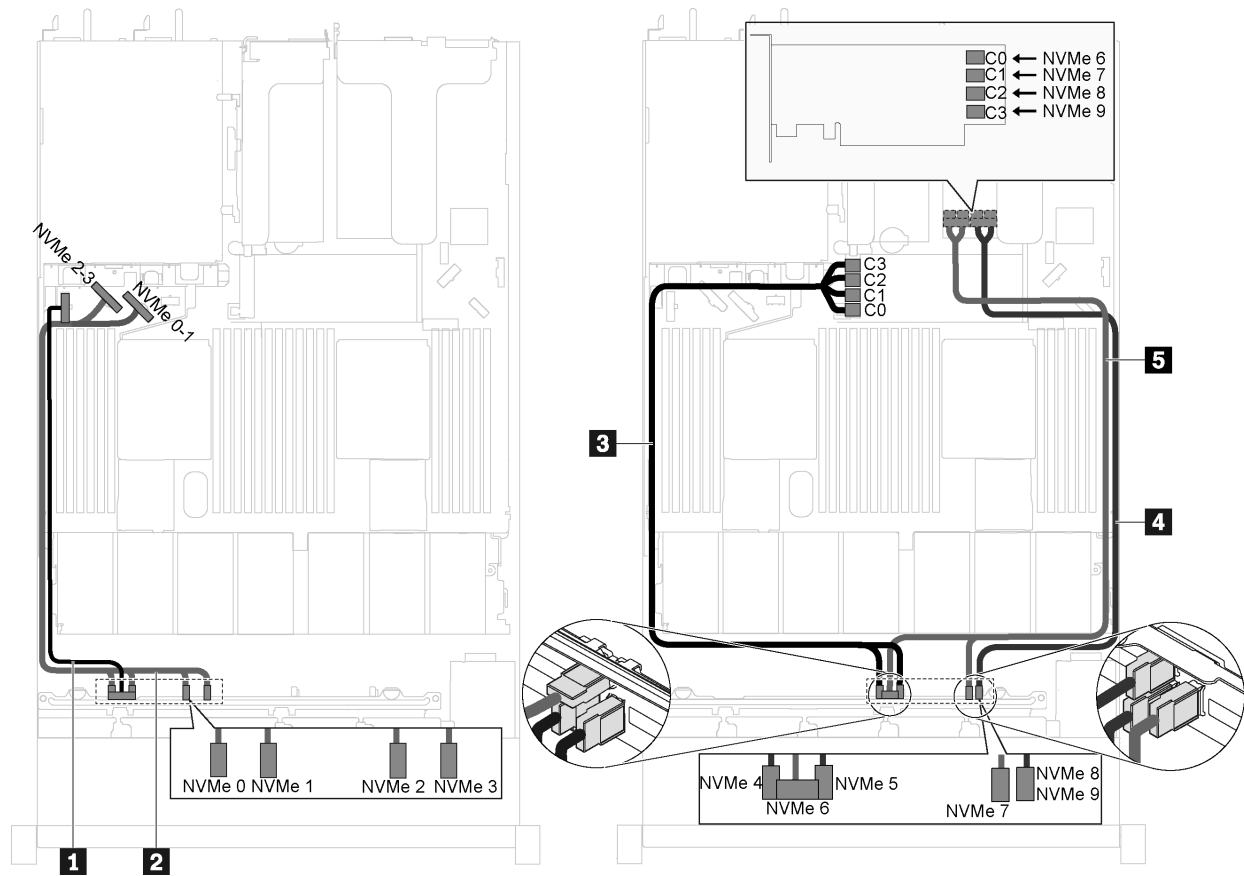 NVMe 2-3
NVMe 0-1
NVMe 0
NVMe 1
NVMe 2
NVMe 3
1
2
C0 ← NVMe 6
C1 ← NVMe 7
C2 ← NVMe 8
C3 ← NVMe 9
C3
C2
C1
C0
5
3
4
NVMe 4
NVMe 5
NVMe 6
NVMe 7
NVMe 8
NVMe 9